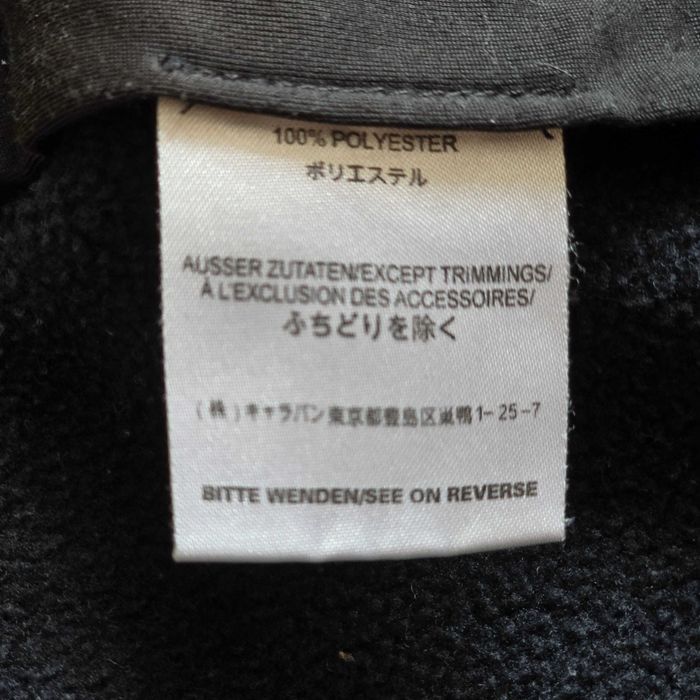 100% POLYESTER
ポリエステル
AUSSER ZUTATEN/EXCEPT TRIMMINGS/
À L'EXCLUSION DES ACCESSOIRES/
ふちどりを除く
(株)キャラバン東京都豊島区巣鴨1-25-7
BITTE WENDEN/SEE ON REVERSE